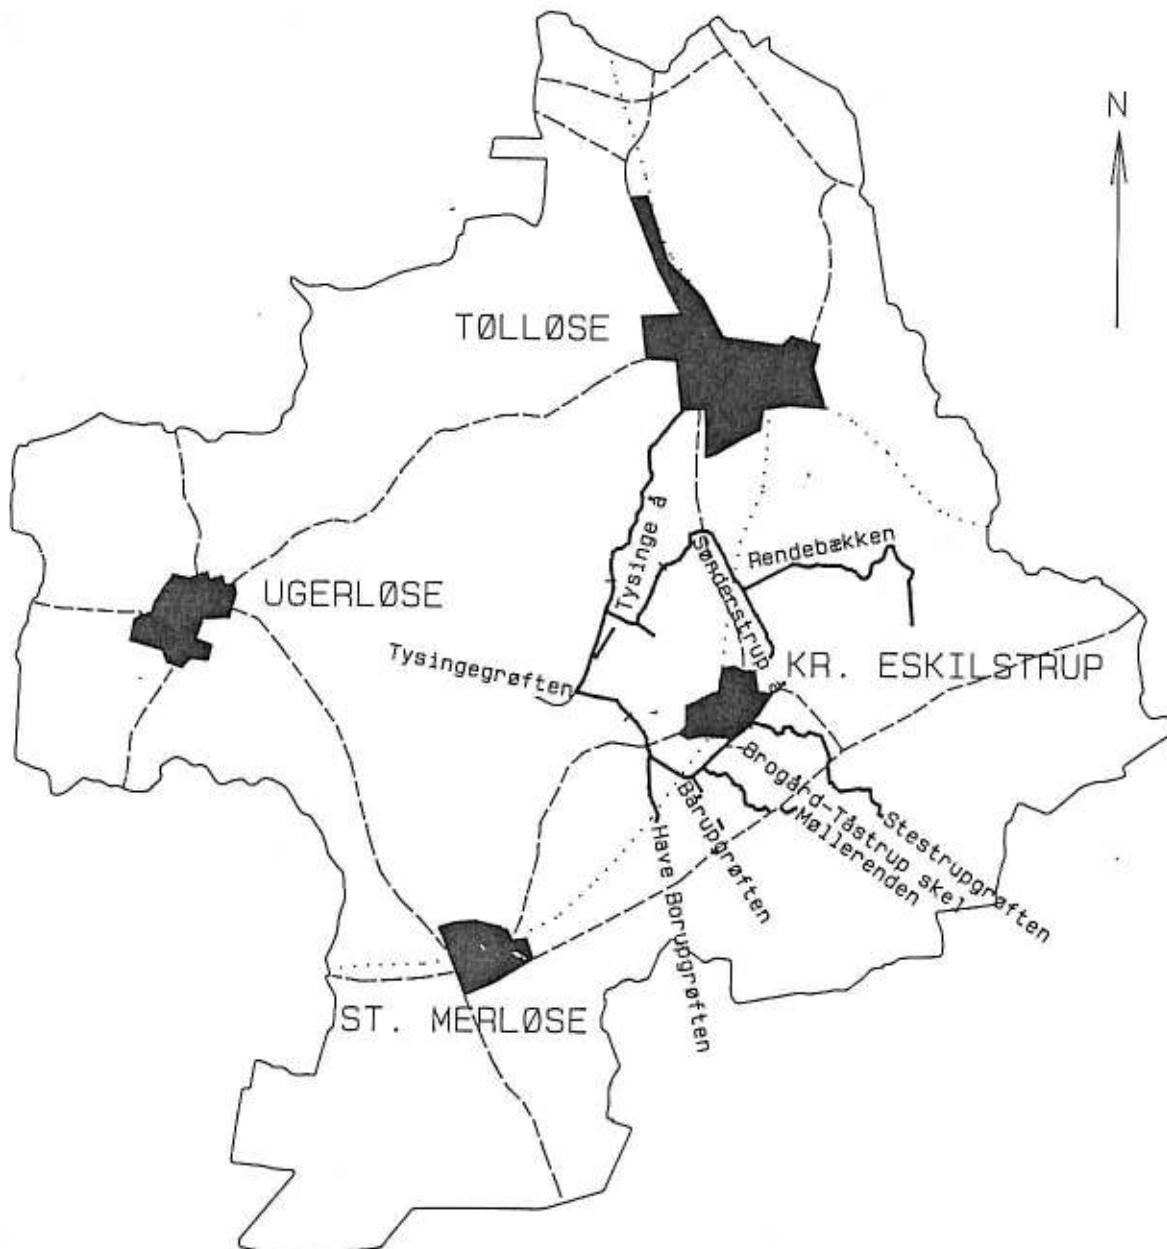 N
TØLLØSE
Tysinge å
Sønderstrup å
Rendebækken
UGERLØSE
Tysingegrøften
KR. ESKILSTRUP
Brogård-Tåstrup skel
Stestrupgrøften
Møllerenden
Bårupgrøften
Have Borupgrøften
ST. MERLØSE